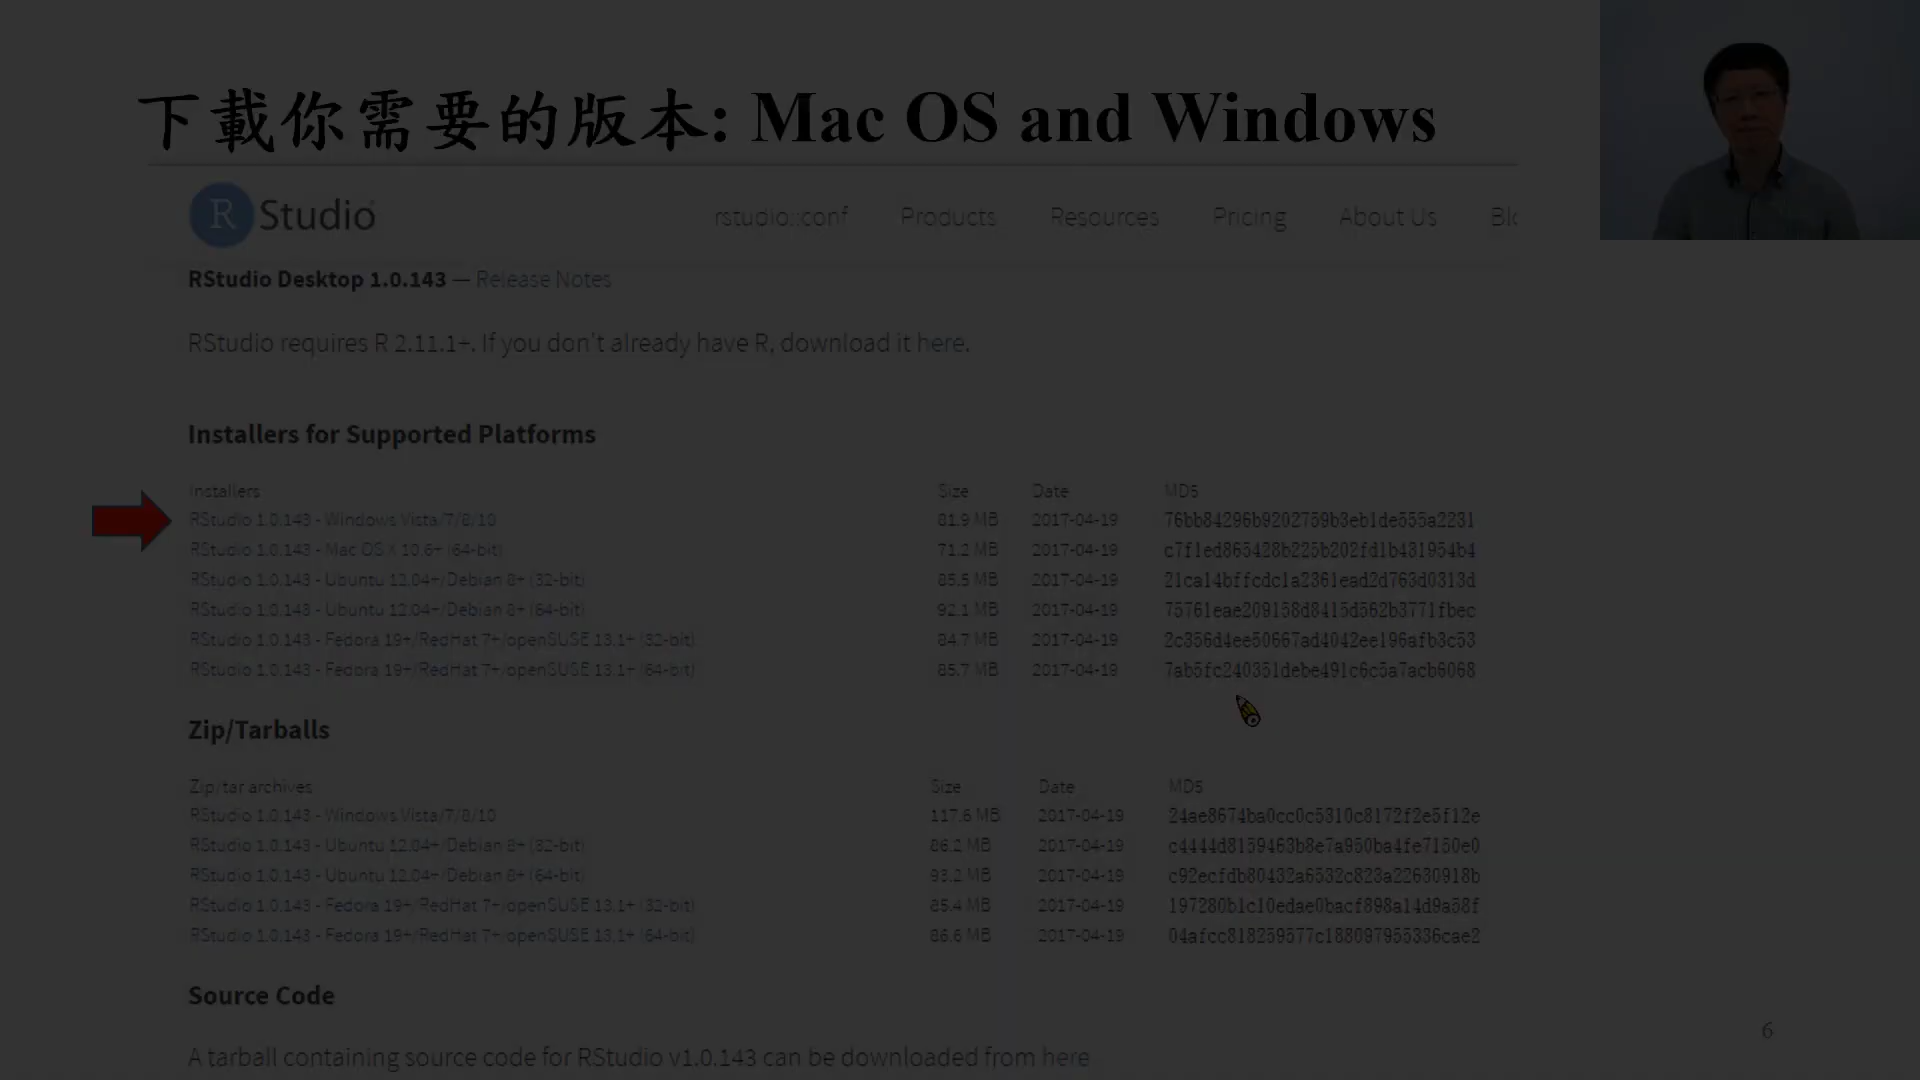 下載你需要的版本: Mac OS and Windows
R Studio
rstudio::conf Products Resources Pricing About Us
RStudio Desktop 1.0.143 — Release Notes
RStudio requires R 2.11.1+. If you don't already have R, download it here.
Installers for Supported Platforms
Installers Size Date MD5
RStudio 1.0.143 - Windows Vista/7/8/10 81.9 MB 2017-04-19 76bb84296b9202759b3eb1de555a2231
RStudio 1.0.143 - Mac OS X 10.6+ (64-bit) 71.2 MB 2017-04-19 c7f1ed865428b225b202fd1b431954b4
RStudio 1.0.143 - Ubuntu 12.04+/Debian 8+ (32-bit) 85.5 MB 2017-04-19 21ca14bffcdc1a2361ead2d763d0313d
RStudio 1.0.143 - Ubuntu 12.04+/Debian 8+ (64-bit) 92.1 MB 2017-04-19 75761eae209158d8415d562b3771fbec
RStudio 1.0.143 - Fedora 19+/RedHat 7+/openSUSE 13.1+ (32-bit) 84.7 MB 2017-04-19 2c356d4ee50667ad4042ee196afb3c53
RStudio 1.0.143 - Fedora 19+/RedHat 7+/openSUSE 13.1+ (64-bit) 85.7 MB 2017-04-19 7ab5fc240351debe491c6c5a7acb6068
Zip/Tarballs
Zip/tar archives Size Date MD5
RStudio 1.0.143 - Windows Vista/7/8/10 117.6 MB 2017-04-19 24ae8674ba0cc0c5310c8172f2e5f12e
RStudio 1.0.143 - Ubuntu 12.04+/Debian 8+ (32-bit) 86.2 MB 2017-04-19 c4444d8159463b8e7a950ba4fe7150e0
RStudio 1.0.143 - Ubuntu 12.04+/Debian 8+ (64-bit) 93.2 MB 2017-04-19 c92ecfdb80432a6532c823a22630918b
RStudio 1.0.143 - Fedora 19+/RedHat 7+/openSUSE 13.1+ (32-bit) 85.4 MB 2017-04-19 197280b1c10edae0bacf898a14d9a58f
RStudio 1.0.143 - Fedora 19+/RedHat 7+/openSUSE 13.1+ (64-bit) 86.6 MB 2017-04-19 04afcc818259577c188097955336cae2
Source Code
A tarball containing source code for RStudio v1.0.143 can be downloaded from here
6